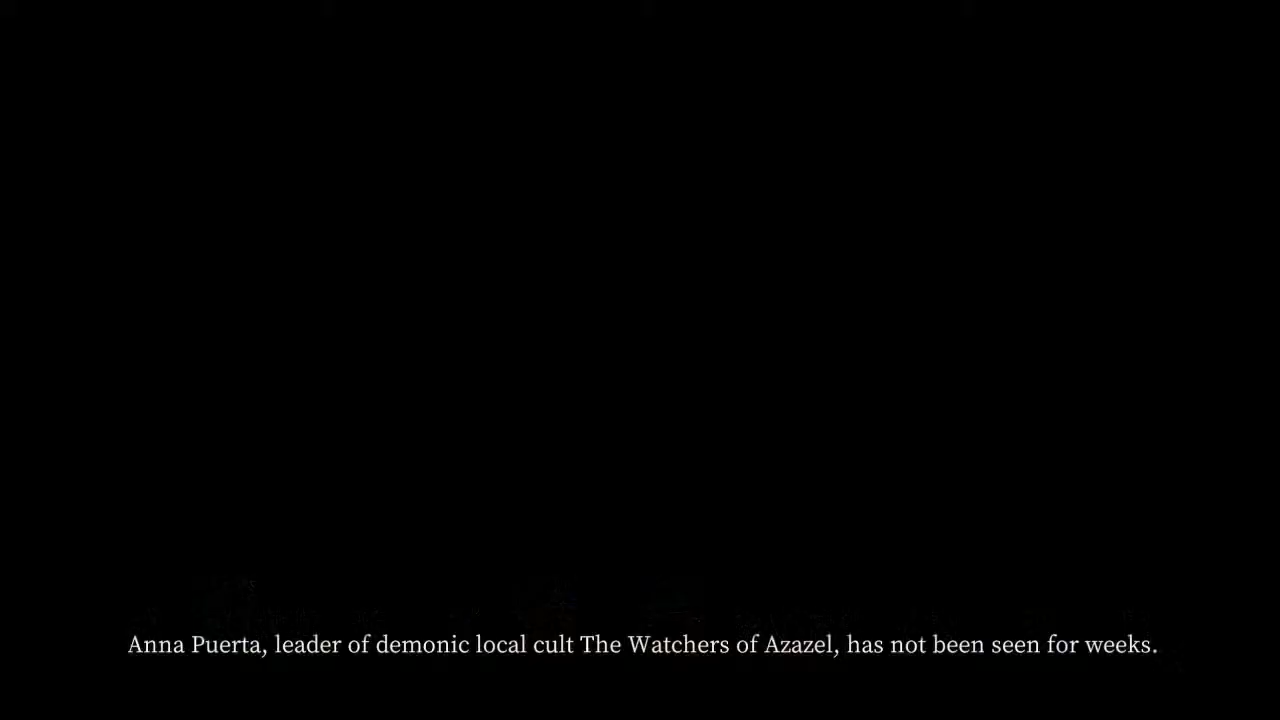 Anna Puerta, leader of demonic local cult The Watchers of Azazel, has not been seen for weeks.